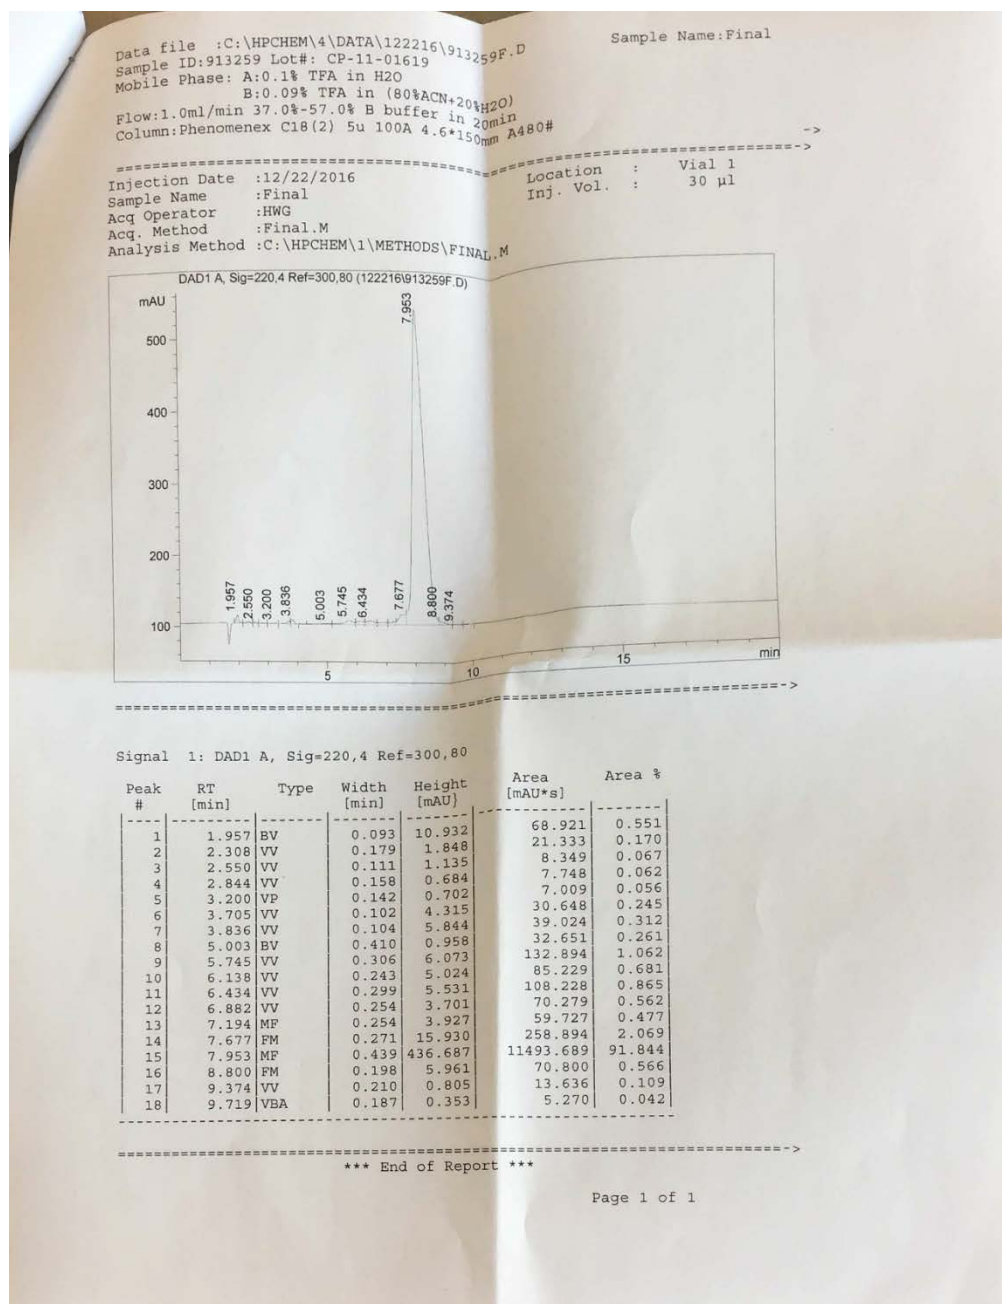 Data file :C:\HPCHEM\4\DATA\122216\913259F.D Sample Name:Final
Sample ID:913259 Lot#: CP-11-01619
Mobile Phase: A:0.1% TFA in H2O
B:0.09% TFA in (80%ACN+20%H2O)
Flow:1.0ml/min 37.0%-57.0% B buffer in 20min
Column:Phenomenex C18(2) 5u 100A 4.6*150mm A480# ->
==================================================->
Injection Date :12/22/2016 Location : Vial 1
Sample Name :Final Inj. Vol. : 30 µl
Acq Operator :HWG
Acq. Method :Final.M
Analysis Method :C:\HPCHEM\1\METHODS\FINAL.M
DAD1 A, Sig=220,4 Ref=300,80 (122216\913259F.D)
mAU
7.953
500
400
300
200
1.957 2.550 3.200 3.836 5.003 5.745 6.434 7.677 8.800 9.374
100
5 10 15 min
==================================================->
Signal 1: DAD1 A, Sig=220,4 Ref=300,80
Peak RT Type Width Height Area Area %
# [min] [min] [mAU} [mAU*s]
1 1.957 BV 0.093 10.932 68.921 0.551
2 2.308 VV 0.179 1.848 21.333 0.170
3 2.550 VV 0.111 1.135 8.349 0.067
4 2.844 VV 0.158 0.684 7.748 0.062
5 3.200 VP 0.142 0.702 7.009 0.056
6 3.705 VV 0.102 4.315 30.648 0.245
7 3.836 VV 0.104 5.844 39.024 0.312
8 5.003 BV 0.410 0.958 32.651 0.261
9 5.745 VV 0.306 6.073 132.894 1.062
10 6.138 VV 0.243 5.024 85.229 0.681
11 6.434 VV 0.299 5.531 108.228 0.865
12 6.882 VV 0.254 3.701 70.279 0.562
13 7.194 MF 0.254 3.927 59.727 0.477
14 7.677 FM 0.271 15.930 258.894 2.069
15 7.953 MF 0.439 436.687 11493.689 91.844
16 8.800 FM 0.198 5.961 70.800 0.566
17 9.374 VV 0.210 0.805 13.636 0.109
18 9.719 VBA 0.187 0.353 5.270 0.042
==================================================->
*** End of Report ***
Page 1 of 1